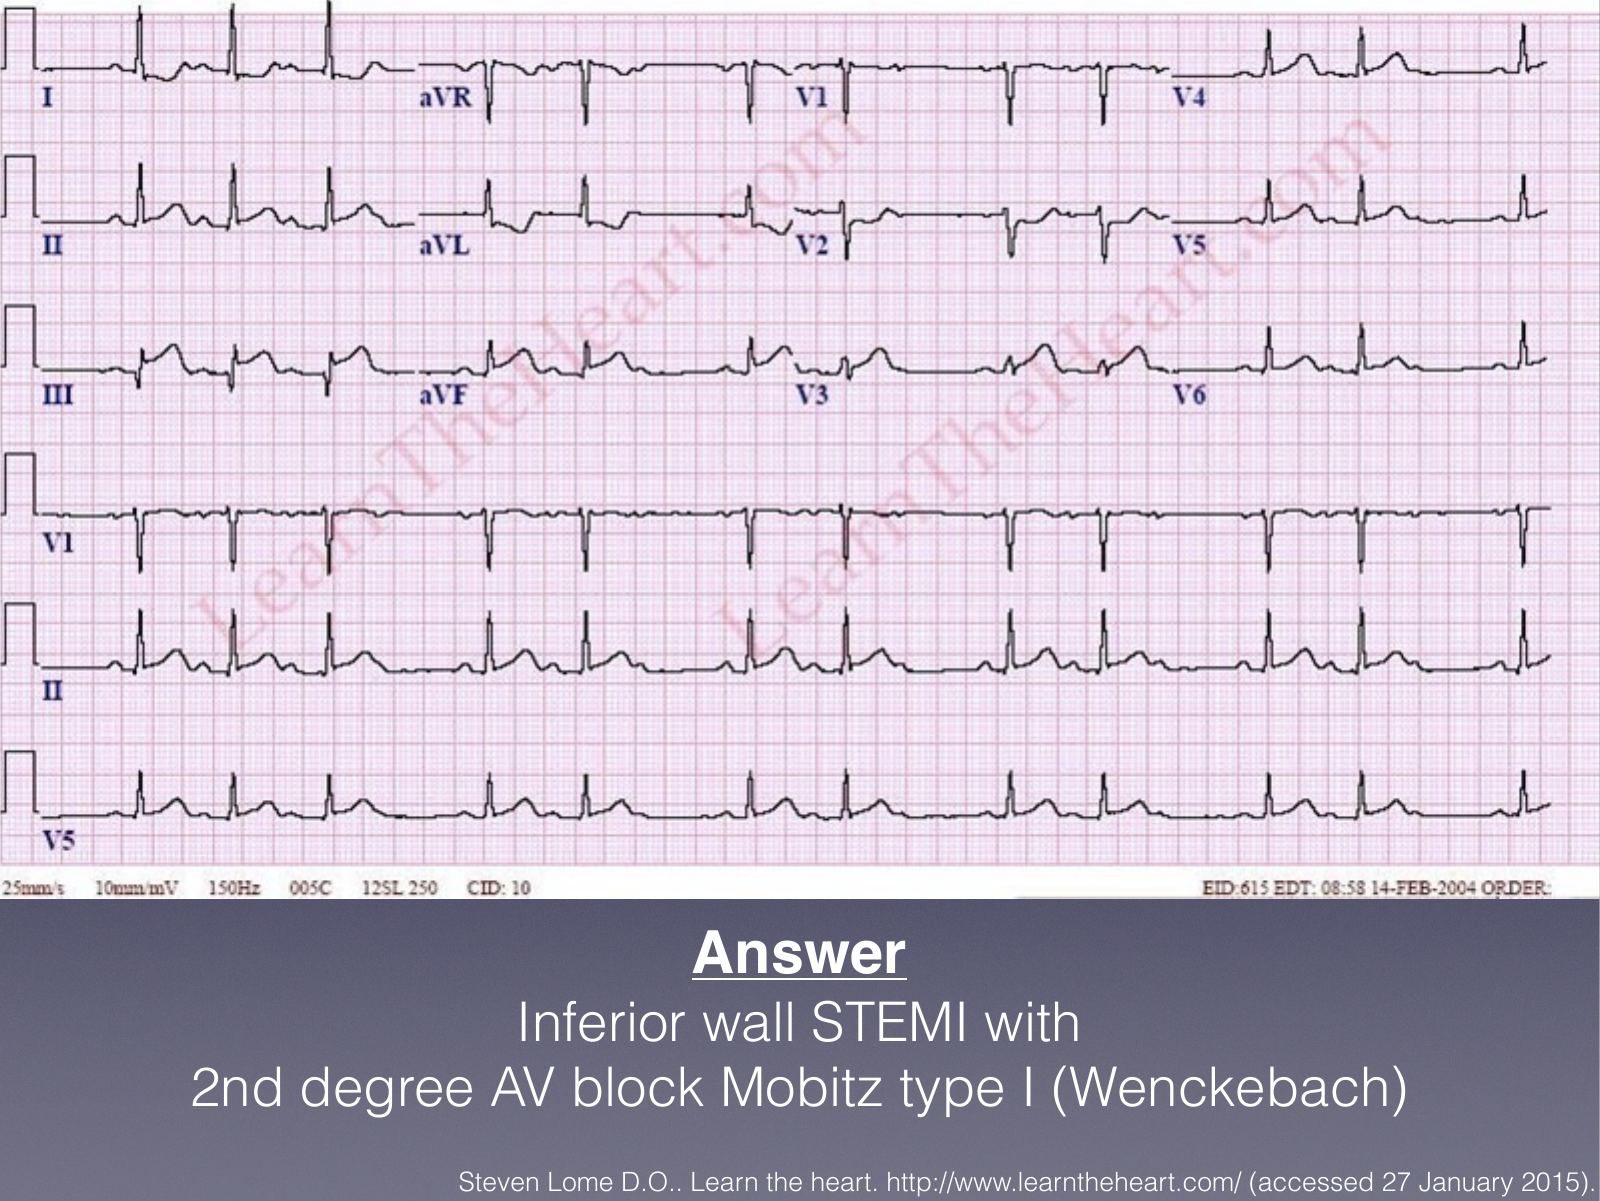 I aVR V1 V4
II aVL V2 V5
III aVF V3 V6
V1
II
V5
LearnTheHeart.com LearnTheHeart.com
25mm/s 10mm/mV 150Hz 005C 12SL 250 CID: 10 EID:615 EDT: 08:58 14-FEB-2004 ORDER:
Answer
Inferior wall STEMI with
2nd degree AV block Mobitz type I (Wenckebach)
Steven Lome D.O.. Learn the heart. http://www.learntheheart.com/ (accessed 27 January 2015).